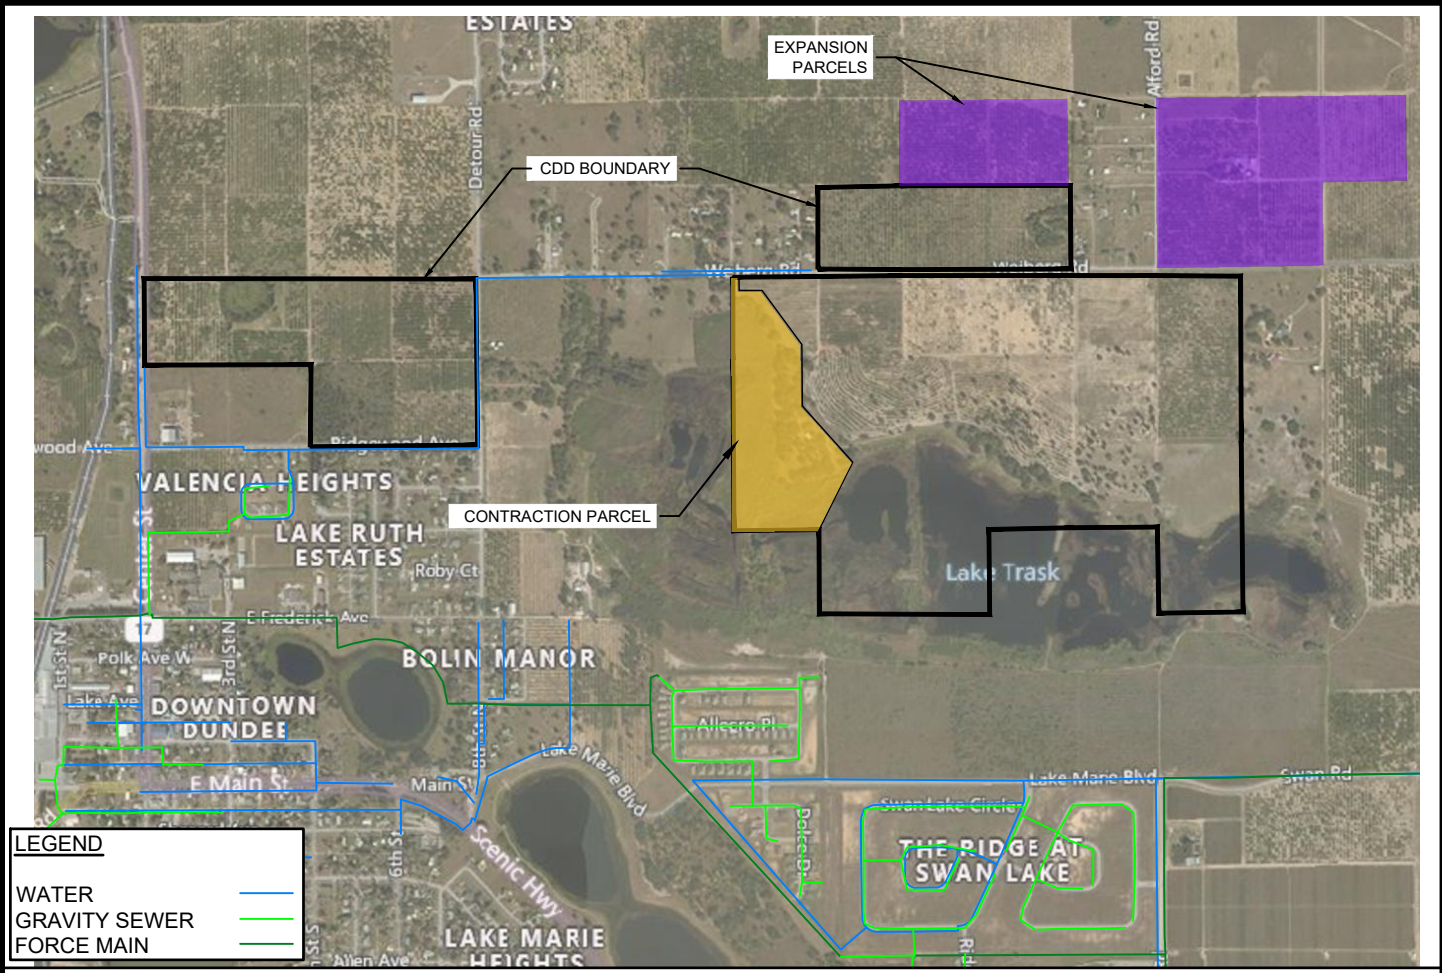 ESTATES
EXPANSION
PARCELS
Alford Rd
Detour Rd
CDD BOUNDARY
Weiberg Rd
wood Ave
Ridgewood Ave
VALENCIA HEIGHTS
CONTRACTION PARCEL
LAKE RUTH
ESTATES
Roby Ct
Lake Trask
E Frederick Ave
17
Polk Ave W
1st St N
3rd St N
BOLIN MANOR
Lake Ave
DOWNTOWN
DUNDEE
8th St N
Allegro Pl
Lake Marie Blvd
E Main St
Main St
Lake Marie Blvd
Swan Rd
Swan Lake Circle
Dolce Dr
THE RIDGE AT
SWAN LAKE
6th St
Scenic Hwy
LAKE MARIE
HEIGHTS
Allen Ave
LEGEND
WATER
GRAVITY SEWER
FORCE MAIN